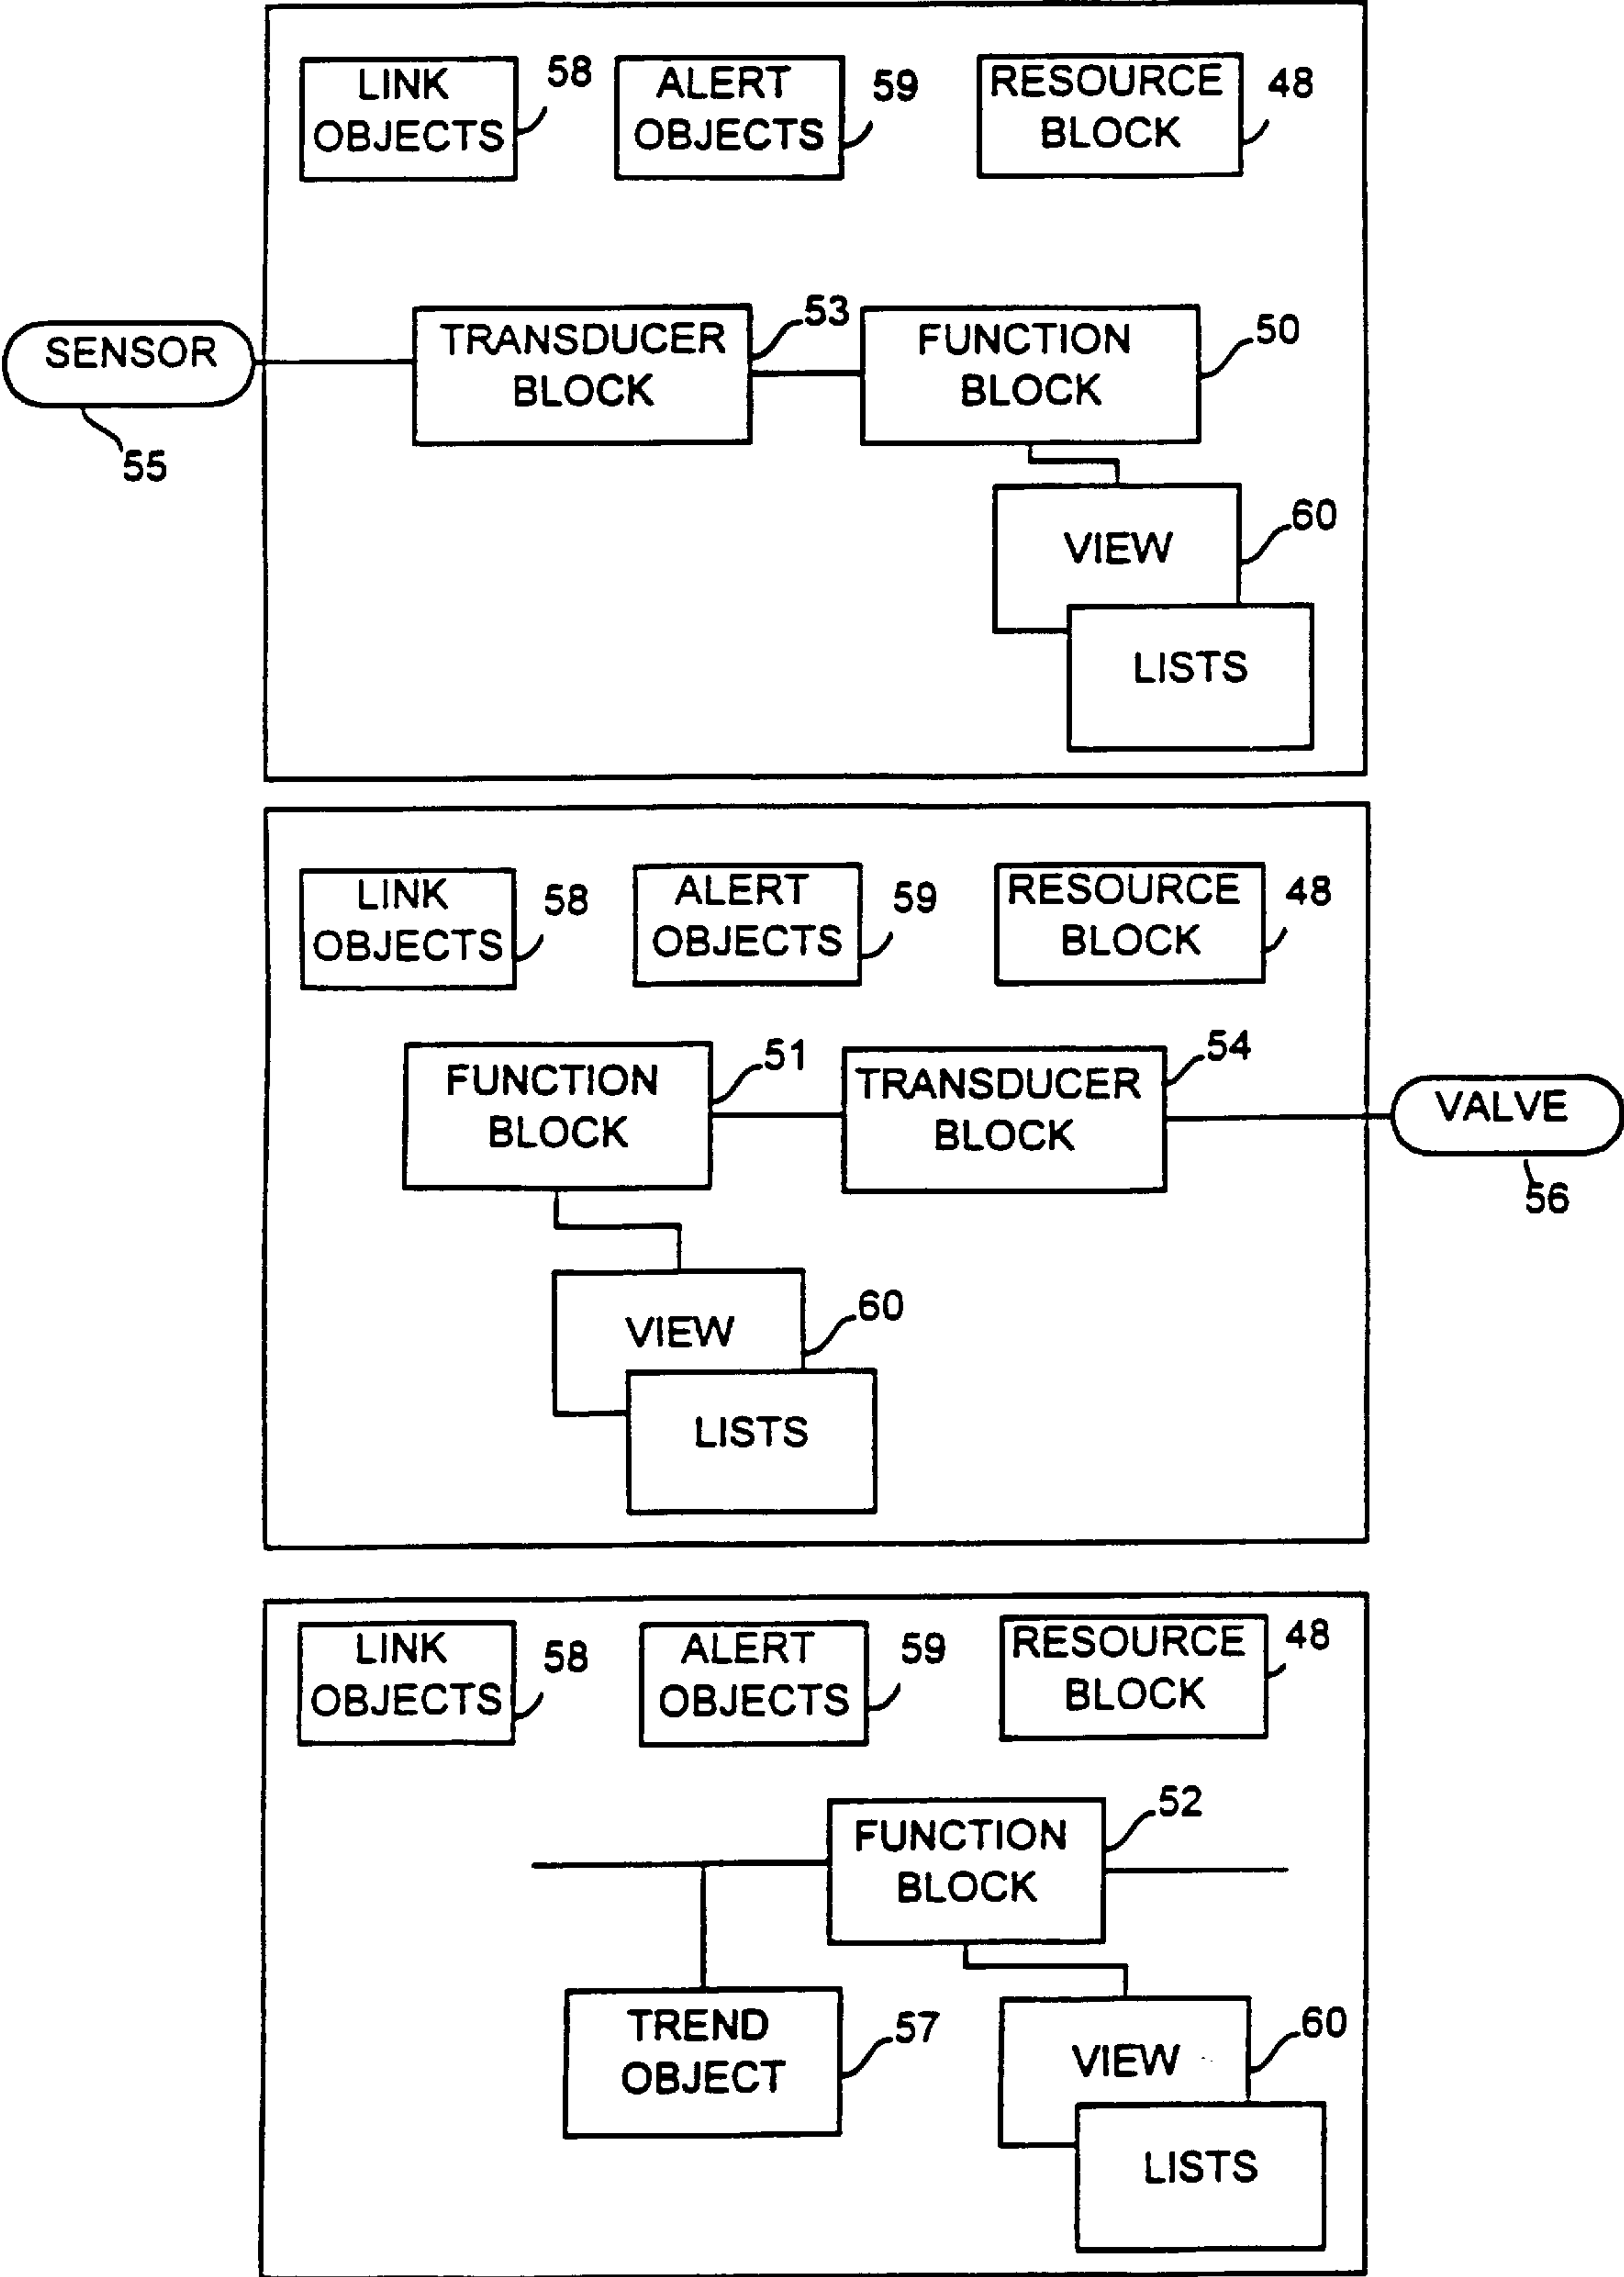 LINK
OBJECTS
58
ALERT
OBJECTS
59
RESOURCE
BLOCK
48
SENSOR
55
TRANSDUCER
BLOCK
53
FUNCTION
BLOCK
50
VIEW
60
LISTS
LINK
OBJECTS
58
ALERT
OBJECTS
59
RESOURCE
BLOCK
48
FUNCTION
BLOCK
51
TRANSDUCER
BLOCK
54
VALVE
56
VIEW
60
LISTS
LINK
OBJECTS
58
ALERT
OBJECTS
59
RESOURCE
BLOCK
48
FUNCTION
BLOCK
52
TREND
OBJECT
57
VIEW
60
LISTS